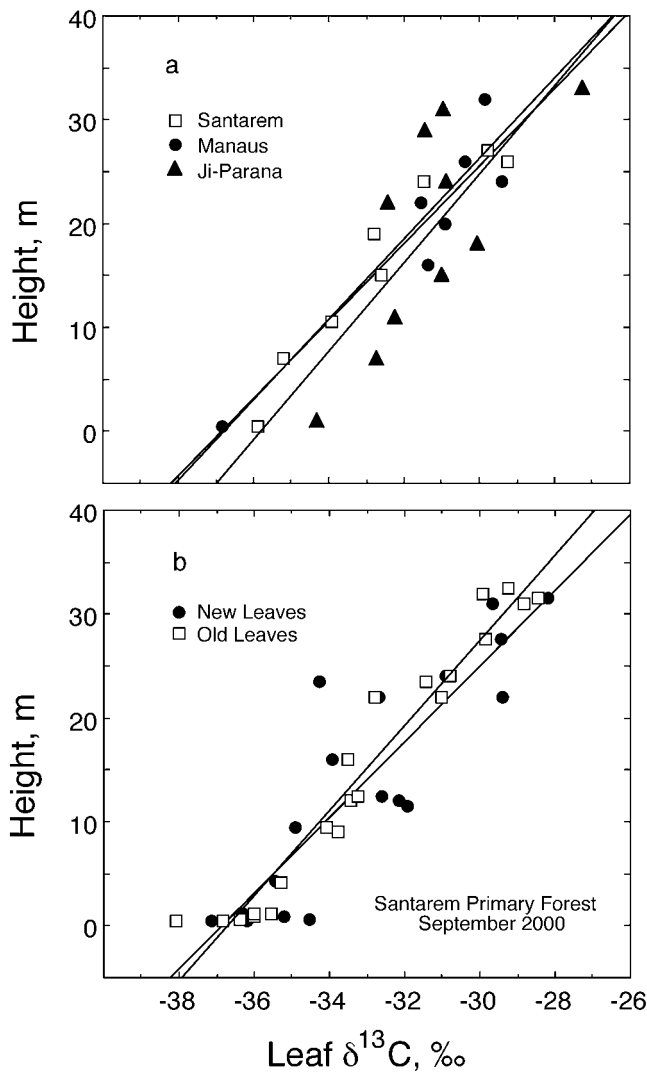 40
a
Santarem
Manaus
Ji-Parana
30
20
10
0
Height, m
40
b
New Leaves
Old Leaves
30
20
10
0
Height, m
Santarem Primary Forest
September 2000
-38 -36 -34 -32 -30 -28 -26
Leaf δ¹³C, ‰